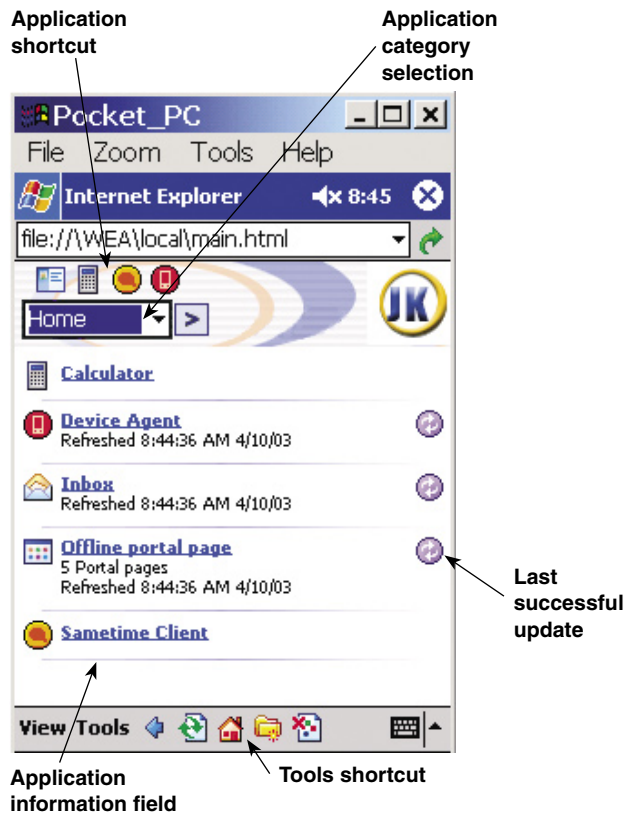 Application
shortcut
Application
category
selection
Pocket_PC
File Zoom Tools Help
Internet Explorer 8:45
file://\WEA\local\main.html
JK
Home >
Calculator
Device Agent
Refreshed 8:44:36 AM 4/10/03
Inbox
Refreshed 8:44:36 AM 4/10/03
Offline portal page
5 Portal pages
Refreshed 8:44:36 AM 4/10/03
Last
successful
update
Sametime Client
View Tools
Application
information field
Tools shortcut